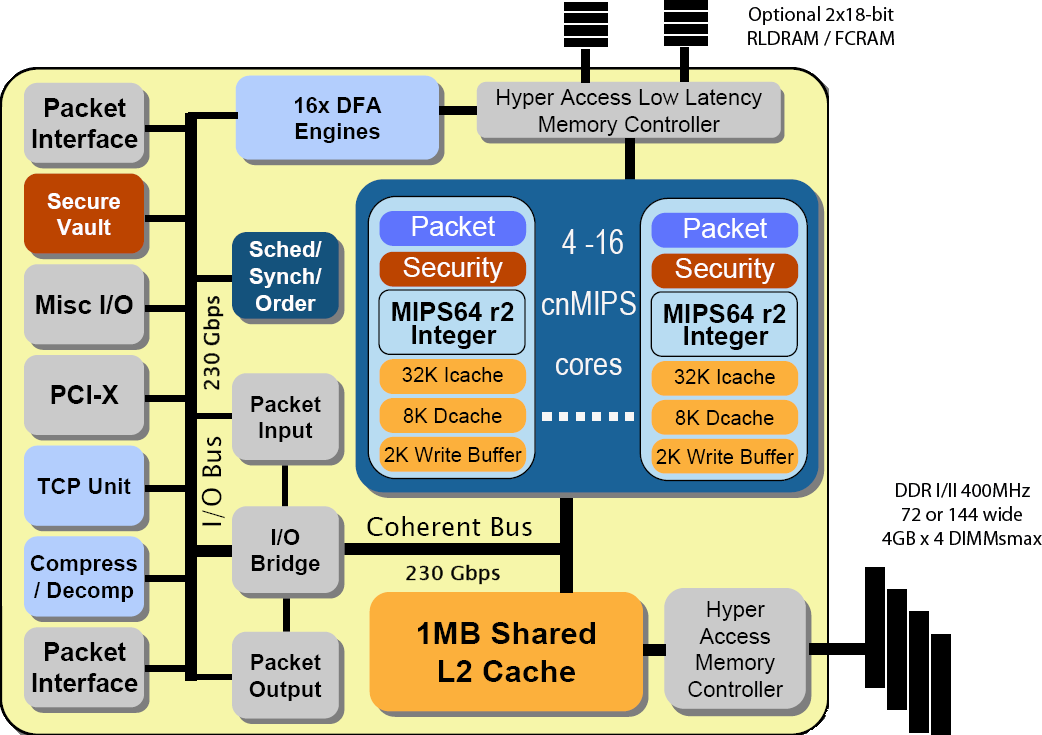 Optional 2x18-bit
RLDRAM / FCRAM
Packet
Interface
16x DFA
Engines
Hyper Access Low Latency
Memory Controller
Secure
Vault
Sched/
Synch/
Order
Misc I/O
PCI-X
TCP Unit
Compress
/ Decomp
Packet
Interface
230 Gbps
I/O Bus
Packet
Input
I/O
Bridge
Packet
Output
Packet
Security
MIPS64 r2
Integer
32K Icache
8K Dcache
2K Write Buffer
4 -16
cnMIPS
cores
Packet
Security
MIPS64 r2
Integer
32K Icache
8K Dcache
2K Write Buffer
Coherent Bus
230 Gbps
1MB Shared
L2 Cache
Hyper
Access
Memory
Controller
DDR I/II 400MHz
72 or 144 wide
4GB x 4 DIMMsmax